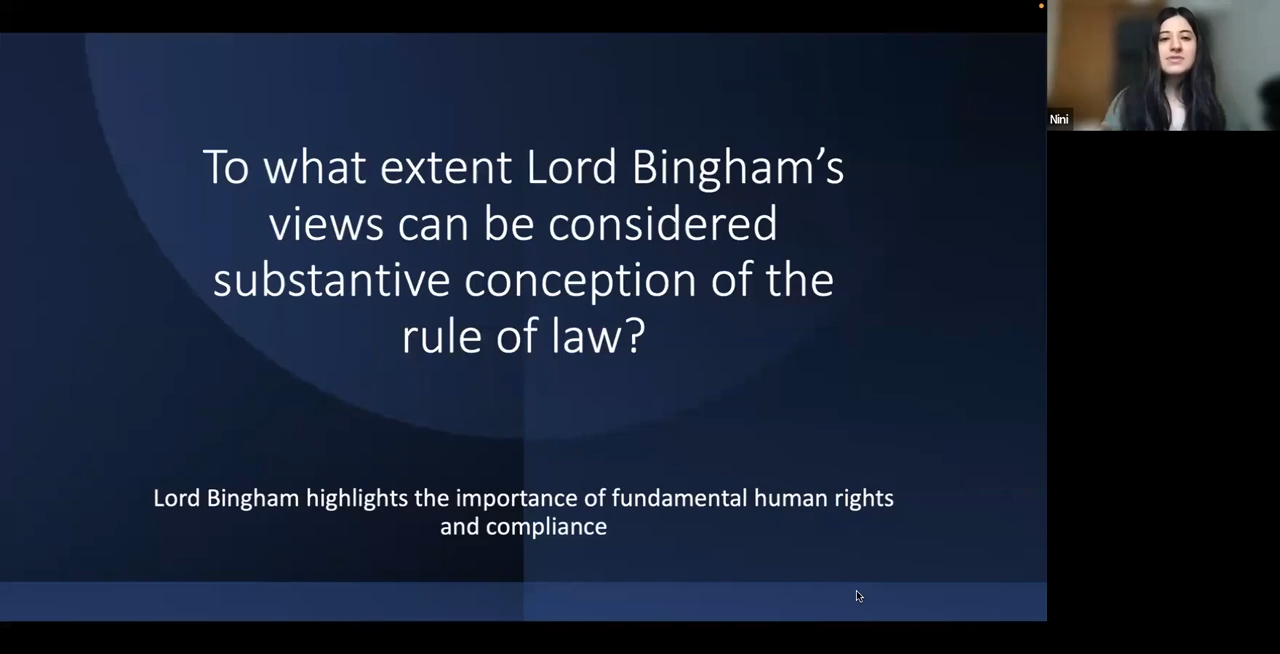 To what extent Lord Bingham’s
views can be considered
substantive conception of the
rule of law?
Lord Bingham highlights the importance of fundamental human rights
and compliance
Nini